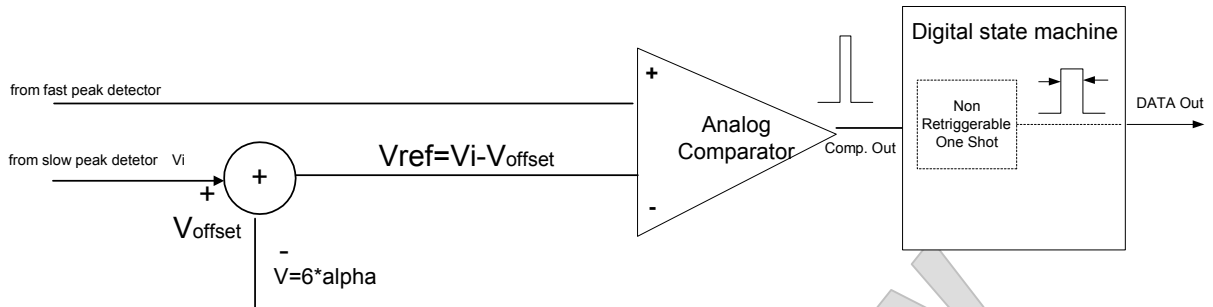 Digital state machine
from fast peak detector
+
Non
Retriggerable
One Shot
DATA Out
Analog
Comparator
Comp. Out
from slow peak detetor Vi
+
+
Vref=Vi-Voffset
-
Voffset
-
V=6*alpha